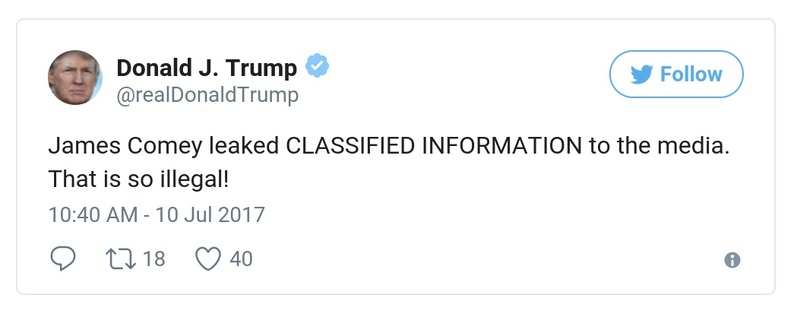 Donald J. Trump
@realDonaldTrump
Follow
James Comey leaked CLASSIFIED INFORMATION to the media.
That is so illegal!
10:40 AM - 10 Jul 2017
18 40